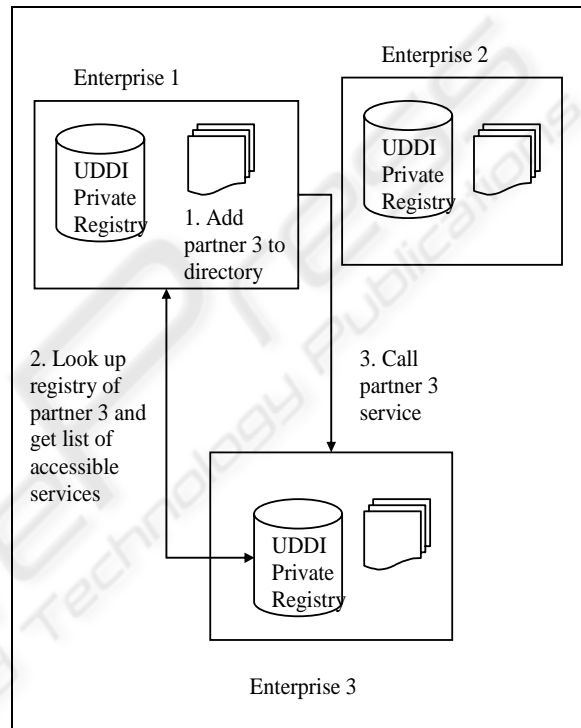 Enterprise 1
Enterprise 2
UDDI
Private
Registry
1. Add
partner 3 to
directory
UDDI
Private
Registry
2. Look up
registry of
partner 3 and
get list of
accessible
services
3. Call
partner 3
service
UDDI
Private
Registry
Enterprise 3
Technology Publications